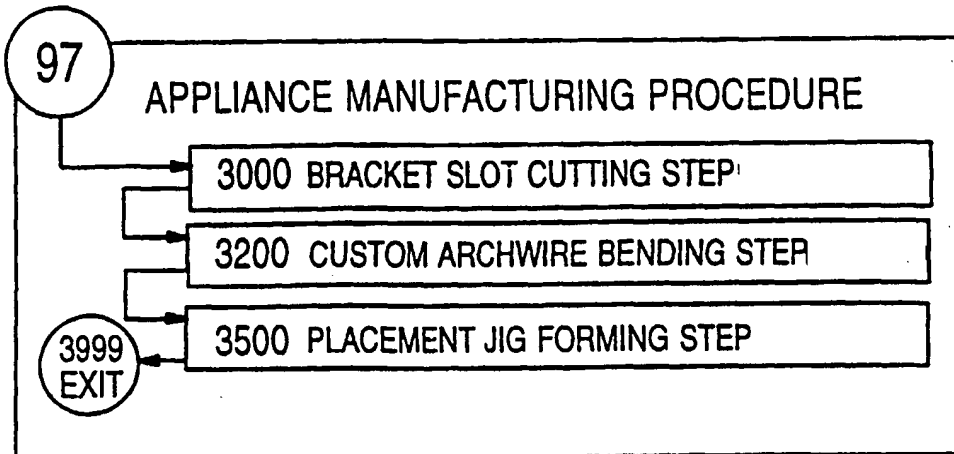 97
APPLIANCE MANUFACTURING PROCEDURE
3000 BRACKET SLOT CUTTING STEP
3200 CUSTOM ARCHWIRE BENDING STEP
3500 PLACEMENT JIG FORMING STEP
3999
EXIT